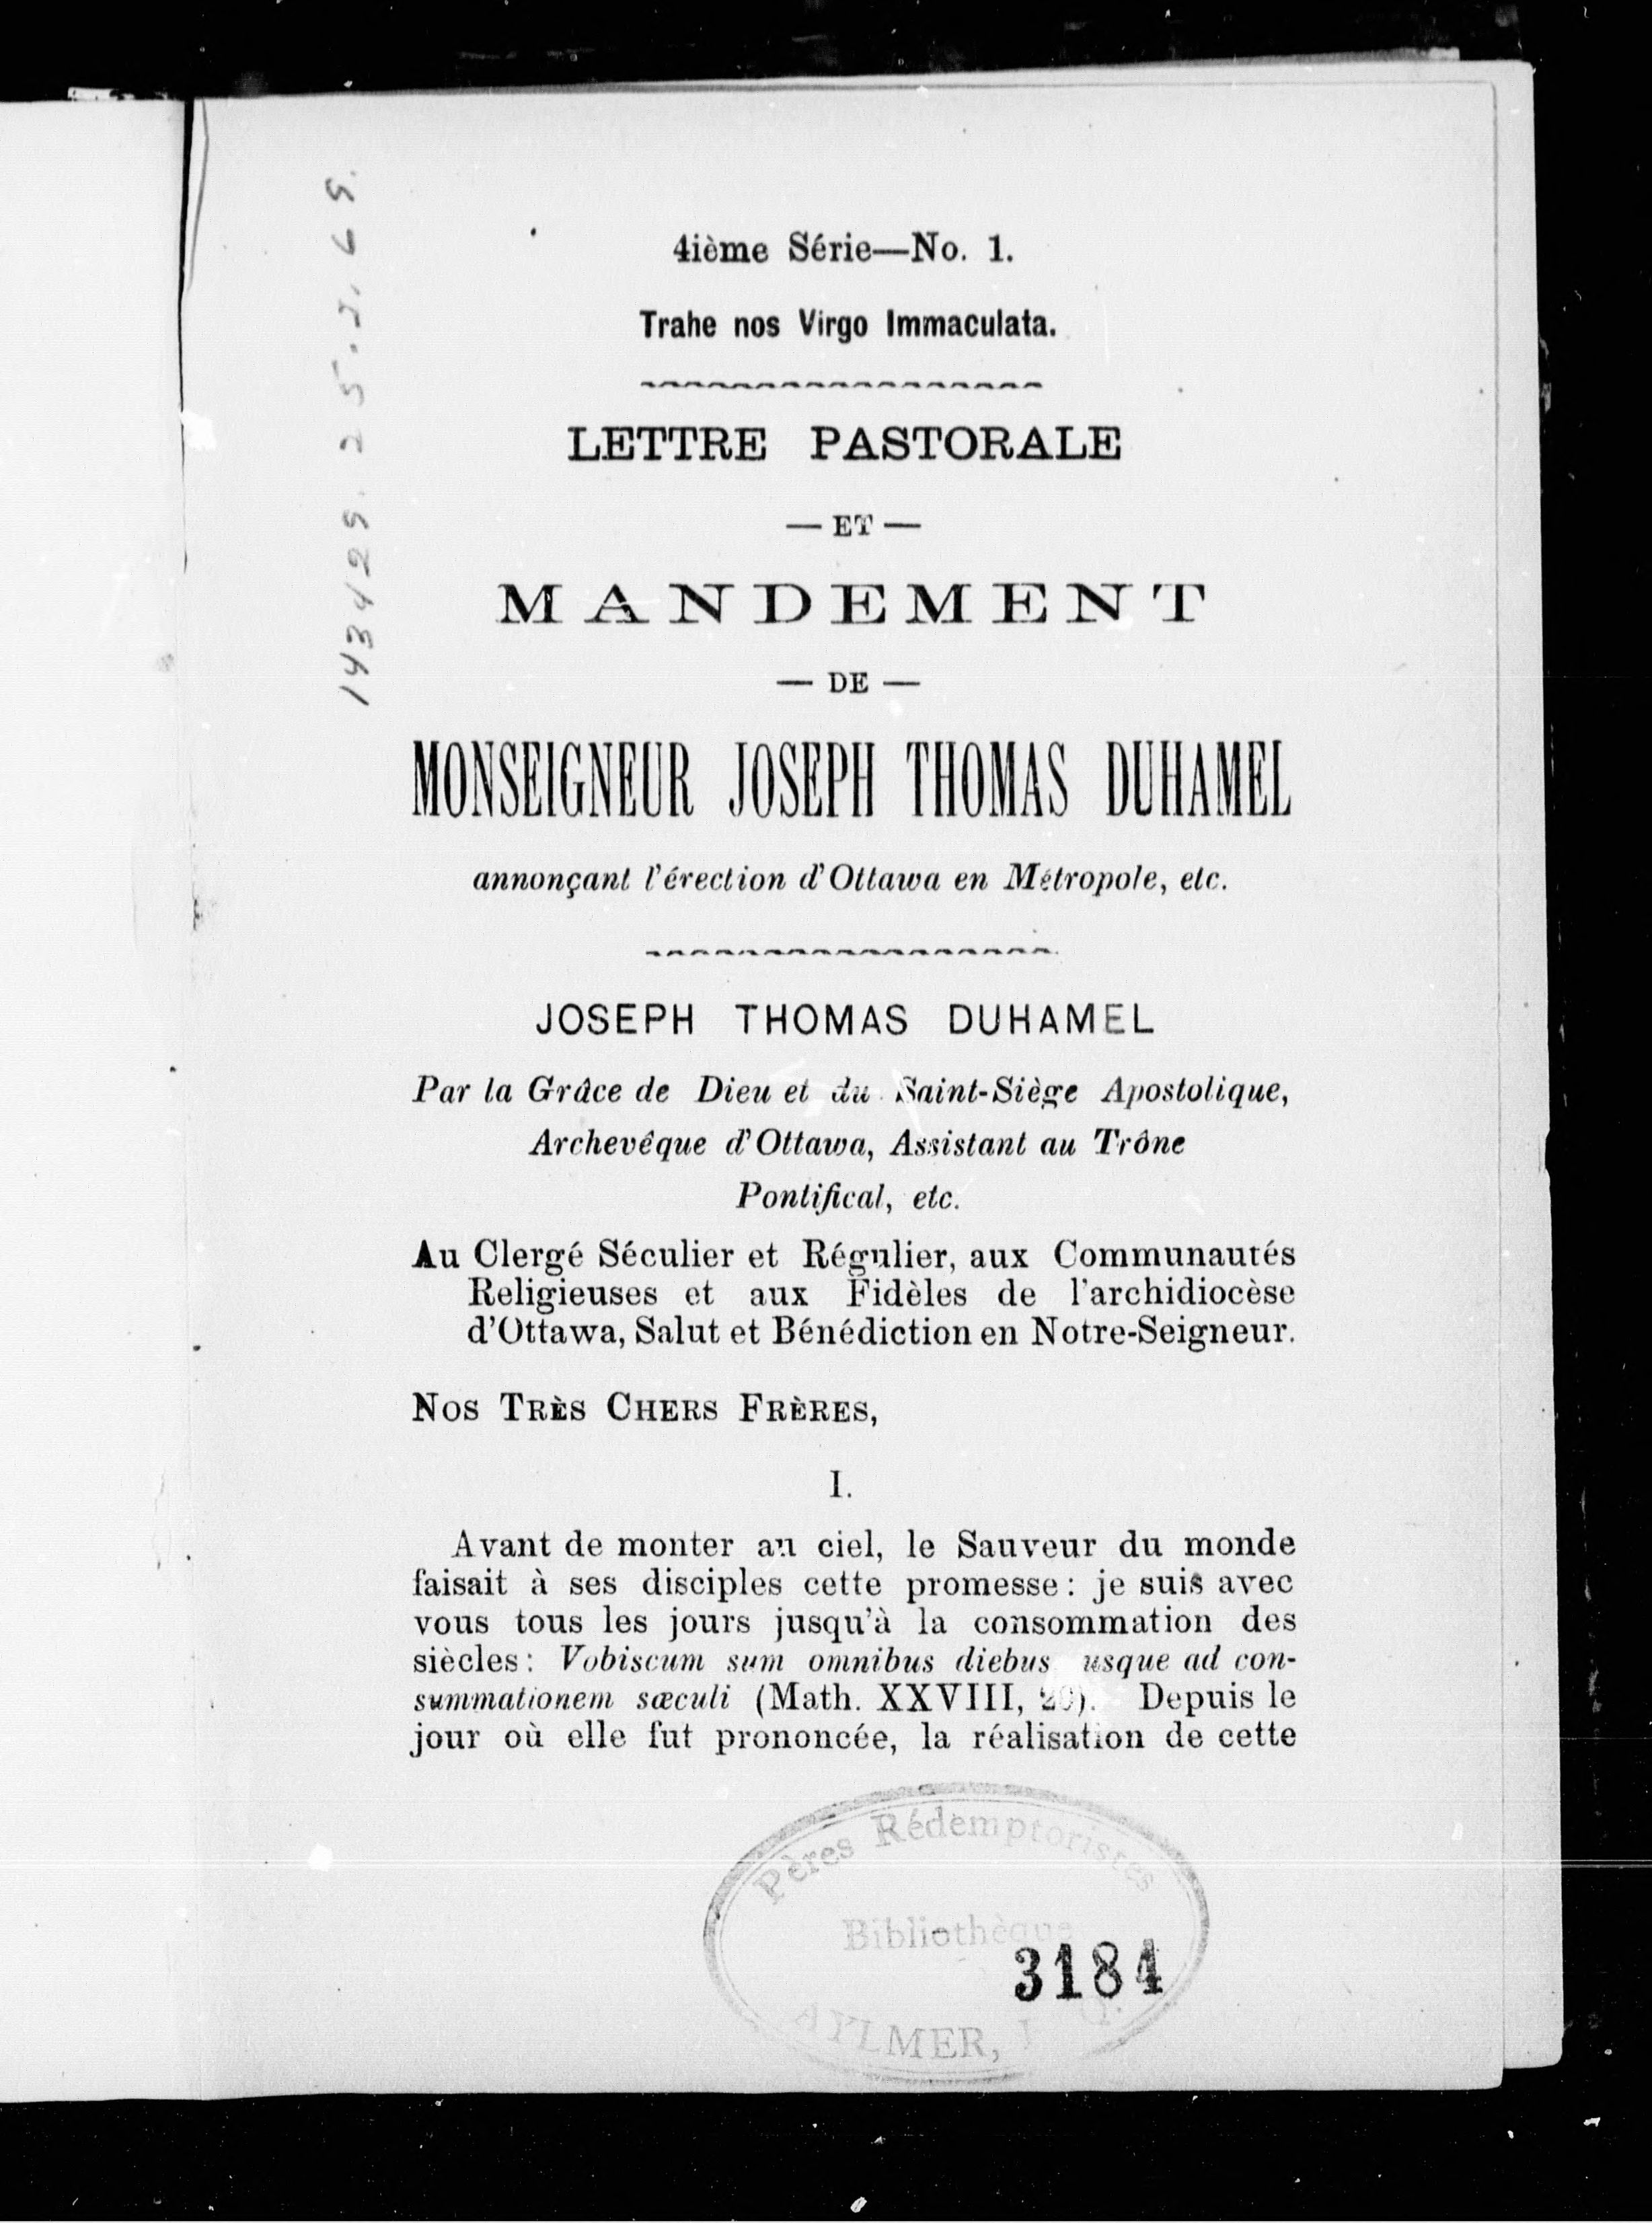 4ième Série—No. 1.
Trahe nos Virgo Immaculata.
LETTRE PASTORALE
— ET —
MANDEMENT
— DE —
MONSEIGNEUR JOSEPH THOMAS DUHAMEL
annonçant l'érection d'Ottawa en Métropole, etc.
JOSEPH THOMAS DUHAMEL
Par la Grâce de Dieu et du Saint-Siège Apostolique,
Archevêque d'Ottawa, Assistant au Trône
Pontifical, etc.
Au Clergé Séculier et Régulier, aux Communautés
Religieuses et aux Fidèles de l'archidiocèse
d'Ottawa, Salut et Bénédiction en Notre-Seigneur.
Nos Très Chers Frères,
I.
Avant de monter au ciel, le Sauveur du monde
faisait à ses disciples cette promesse : je suis avec
vous tous les jours jusqu'à la consommation des
siècles : Vobiscum sum omnibus diebus usque ad con-
summationem sæculi (Math. XXVIII, 20). Depuis le
jour où elle fut prononcée, la réalisation de cette
Pères Rédemptoristes
Bibliothèque
3184
AYLMER,